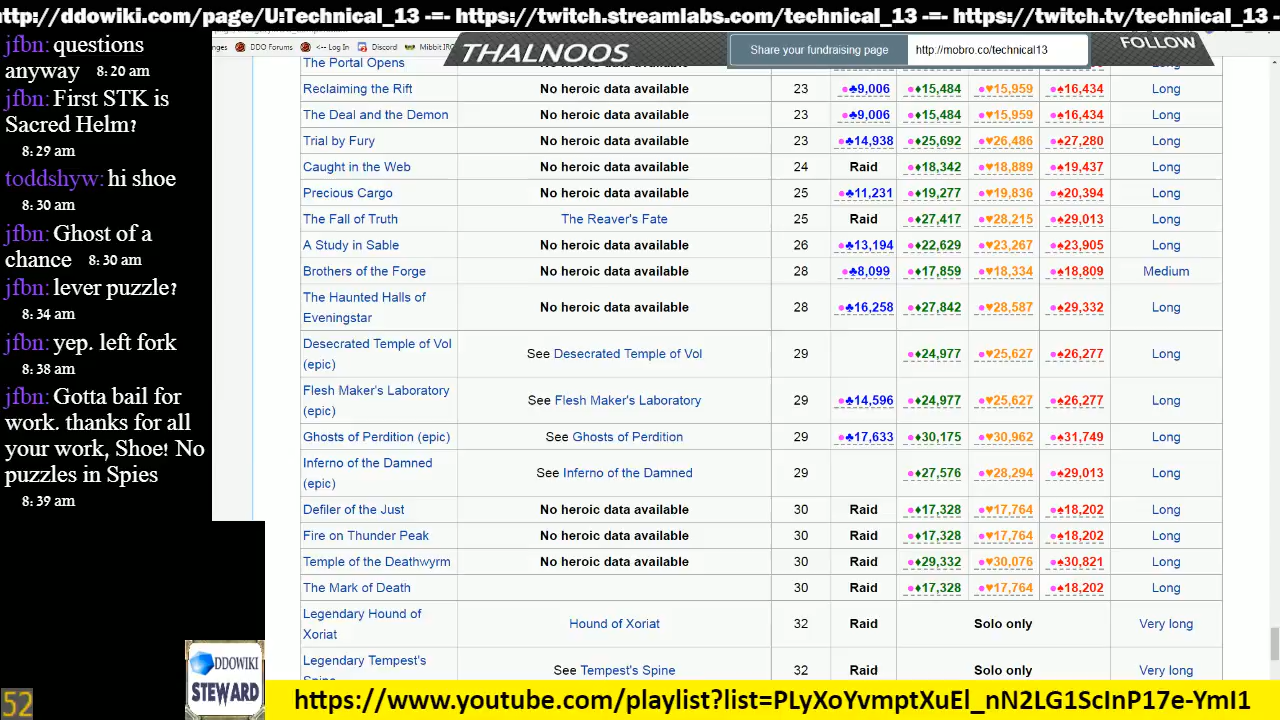 http://ddowiki.com/page/U:Technical_13 -=- https://twitch.streamlabs.com/technical_13 -=- https://twitch.tv/technical_13 -
jfbn: questions
anyway 8:20 am
jfbn: First STK is
Sacred Helm?
8:29 am
toddshyw: hi shoe
8:30 am
jfbn: Ghost of a
chance 8:30 am
jfbn: lever puzzle?
8:34 am
jfbn: yep. left fork
8:38 am
jfbn: Gotta bail for
work. thanks for all
your work, Shoe! No
puzzles in Spies
8:39 am
DDO Forums <-- Log In Discord Mibbit IR
THALNOOS
Share your fundraising page http://mobro.co/technical13
FOLLOW
The Portal Opens
Reclaiming the Rift No heroic data available 23 ♣9,006 ♦15,484 ♥15,959 ♠16,434 Long
The Deal and the Demon No heroic data available 23 ♣9,006 ♦15,484 ♥15,959 ♠16,434 Long
Trial by Fury No heroic data available 23 ♣14,938 ♦25,692 ♥26,486 ♠27,280 Long
Caught in the Web No heroic data available 24 Raid ♦18,342 ♥18,889 ♠19,437 Long
Precious Cargo No heroic data available 25 ♣11,231 ♦19,277 ♥19,836 ♠20,394 Long
The Fall of Truth The Reaver's Fate 25 Raid ♦27,417 ♥28,215 ♠29,013 Long
A Study in Sable No heroic data available 26 ♣13,194 ♦22,629 ♥23,267 ♠23,905 Long
Brothers of the Forge No heroic data available 28 ♣8,099 ♦17,859 ♥18,334 ♠18,809 Medium
The Haunted Halls of
Eveningstar No heroic data available 28 ♣16,258 ♦27,842 ♥28,587 ♠29,332 Long
Desecrated Temple of Vol
(epic) See Desecrated Temple of Vol 29 ♦24,977 ♥25,627 ♠26,277 Long
Flesh Maker's Laboratory
(epic) See Flesh Maker's Laboratory 29 ♣14,596 ♦24,977 ♥25,627 ♠26,277 Long
Ghosts of Perdition (epic) See Ghosts of Perdition 29 ♣17,633 ♦30,175 ♥30,962 ♠31,749 Long
Inferno of the Damned
(epic) See Inferno of the Damned 29 ♦27,576 ♥28,294 ♠29,013 Long
Defiler of the Just No heroic data available 30 Raid ♦17,328 ♥17,764 ♠18,202 Long
Fire on Thunder Peak No heroic data available 30 Raid ♦17,328 ♥17,764 ♠18,202 Long
Temple of the Deathwyrm No heroic data available 30 Raid ♦29,332 ♥30,076 ♠30,821 Long
The Mark of Death 30 Raid ♦17,328 ♥17,764 ♠18,202 Long
Legendary Hound of
Xoriat Hound of Xoriat 32 Raid Solo only Very long
Legendary Tempest's
See Tempest's Spine 32 Raid Solo only Very long
DDOWIKI
STEWARD
52
https://www.youtube.com/playlist?list=PLyXoYvmptXuEl_nN2LG1ScInP17e-YmI1